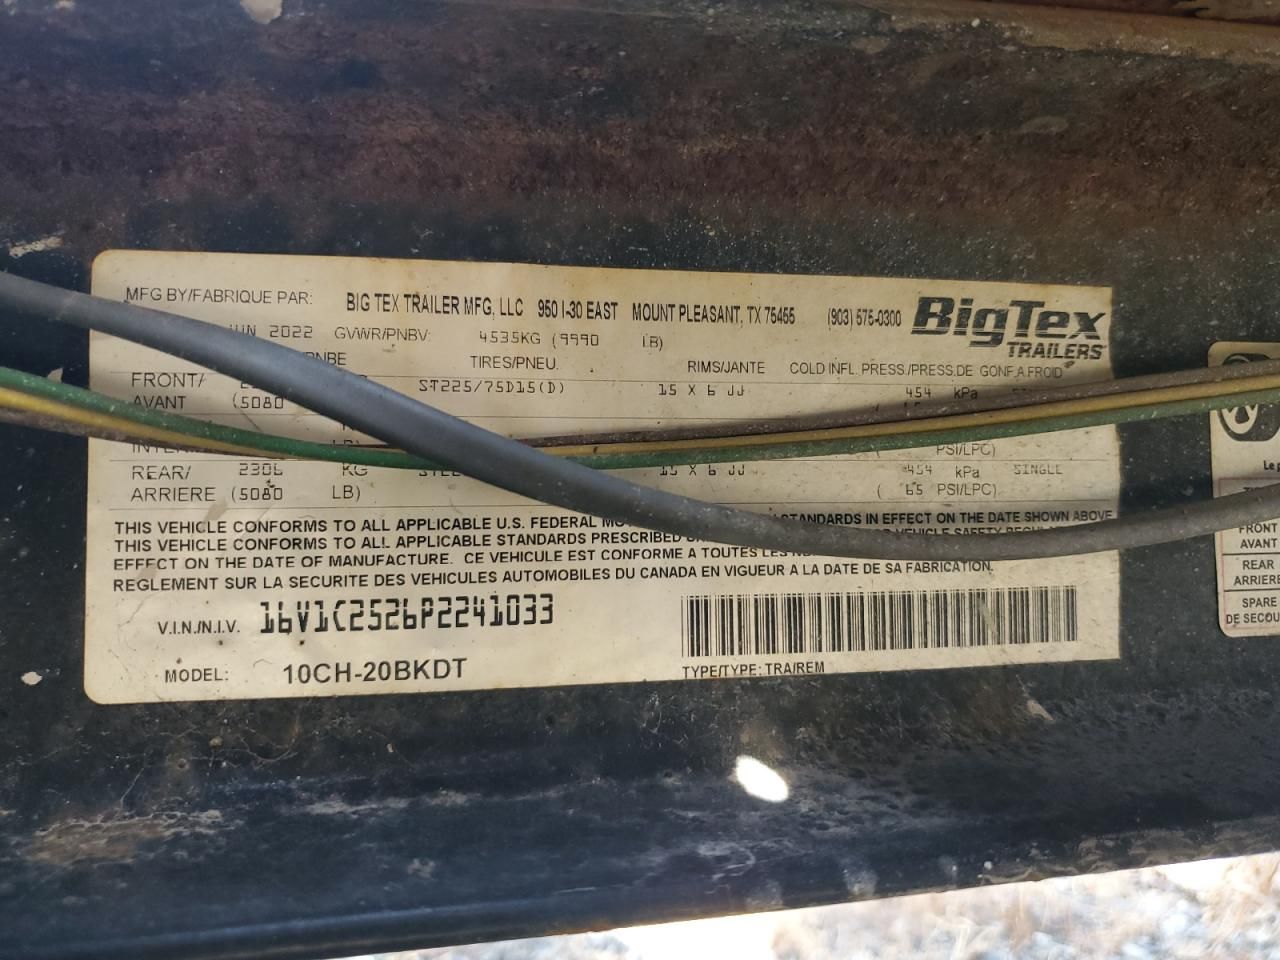 MFG BY/FABRIQUE PAR: BIG TEX TRAILER MFG, LLC 950 I-30 EAST MOUNT PLEASANT, TX 75455 (903) 575-0300 BigTex
TRAILERS
2022 GVWR/PNBV: 4535KG (9990 LB)
TIRES/PNEU. RIMS/JANTE COLD INFL. PRESS/PRESS.DE GONF.A.FROID
FRONT/ ST225/75D15(D) 15 X 6 JJ 454 kPa
AVANT (5080
PSI/LPC)
REAR/ 2306 KG 15 X 6 JJ 454 kPa SINGLE
ARRIERE (5080 LB) ( 65 PSI/LPC)
THIS VEHICLE CONFORMS TO ALL APPLICABLE U.S. FEDERAL STANDARDS IN EFFECT ON THE DATE SHOWN ABOVE
THIS VEHICLE CONFORMS TO ALL APPLICABLE STANDARDS PRESCRIBED VEHICLE SAFETY
EFFECT ON THE DATE OF MANUFACTURE. CE VEHICULE EST CONFORME A TOUTES LES
REGLEMENT SUR LA SECURITE DES VEHICULES AUTOMOBILES DU CANADA EN VIGUEUR A LA DATE DE SA FABRICATION.
V.I.N./N.I.V. 16V1C2526P2241033
MODEL: 10CH-20BKDT TYPE/TYPE: TRA/REM
FRONT
AVANT
REAR
ARRIERE
SPARE